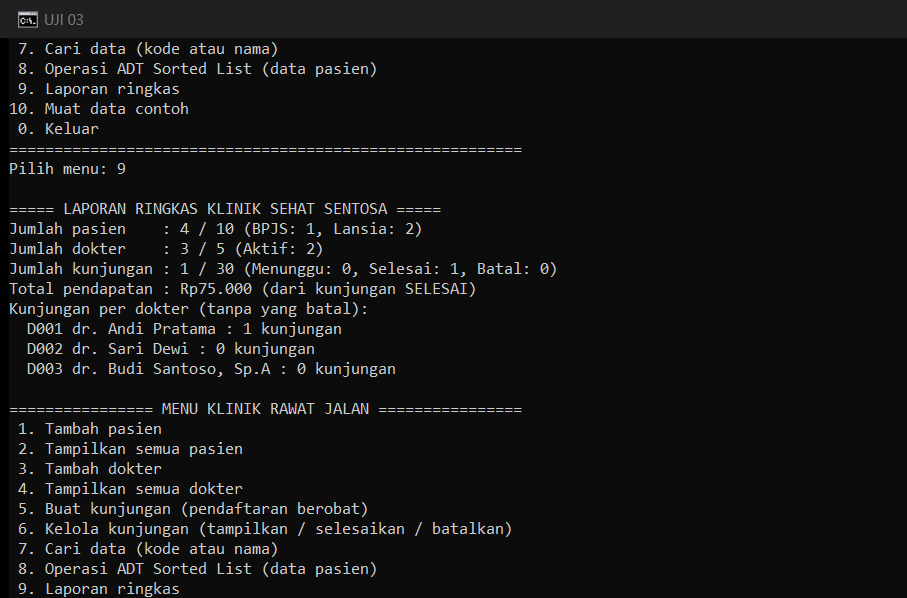 UJI 03
7. Cari data (kode atau nama)
8. Operasi ADT Sorted List (data pasien)
9. Laporan ringkas
10. Muat data contoh
0. Keluar
=========================================================
Pilih menu: 9
===== LAPORAN RINGKAS KLINIK SEHAT SENTOSA =====
Jumlah pasien    : 4 / 10 (BPJS: 1, Lansia: 2)
Jumlah dokter    : 3 / 5 (Aktif: 2)
Jumlah kunjungan : 1 / 30 (Menunggu: 0, Selesai: 1, Batal: 0)
Total pendapatan : Rp75.000 (dari kunjungan SELESAI)
Kunjungan per dokter (tanpa yang batal):
  D001 dr. Andi Pratama : 1 kunjungan
  D002 dr. Sari Dewi : 0 kunjungan
  D003 dr. Budi Santoso, Sp.A : 0 kunjungan
================ MENU KLINIK RAWAT JALAN ================
1. Tambah pasien
2. Tampilkan semua pasien
3. Tambah dokter
4. Tampilkan semua dokter
5. Buat kunjungan (pendaftaran berobat)
6. Kelola kunjungan (tampilkan / selesaikan / batalkan)
7. Cari data (kode atau nama)
8. Operasi ADT Sorted List (data pasien)
9. Laporan ringkas